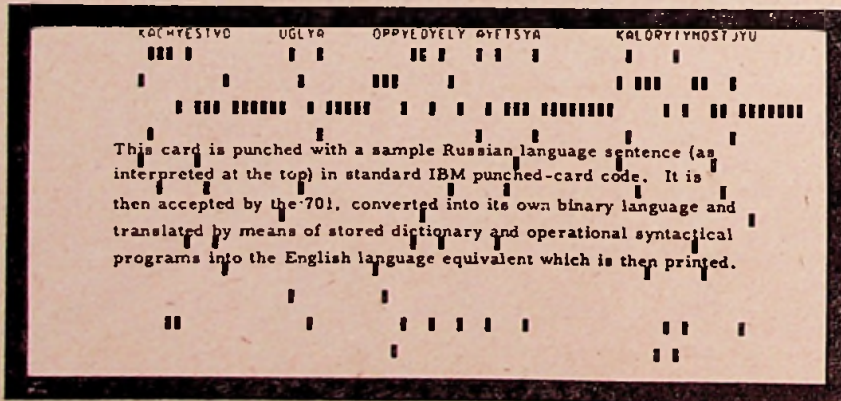 KACHYESTVO UGLYA OPRYEDYELY AYETSYA KALORYIYNOSTJYU
This card is punched with a sample Russian language sentence (as
interpreted at the top) in standard IBM punched-card code. It is
then accepted by the 701, converted into its own binary language and
translated by means of stored dictionary and operational syntactical
programs into the English language equivalent which is then printed.